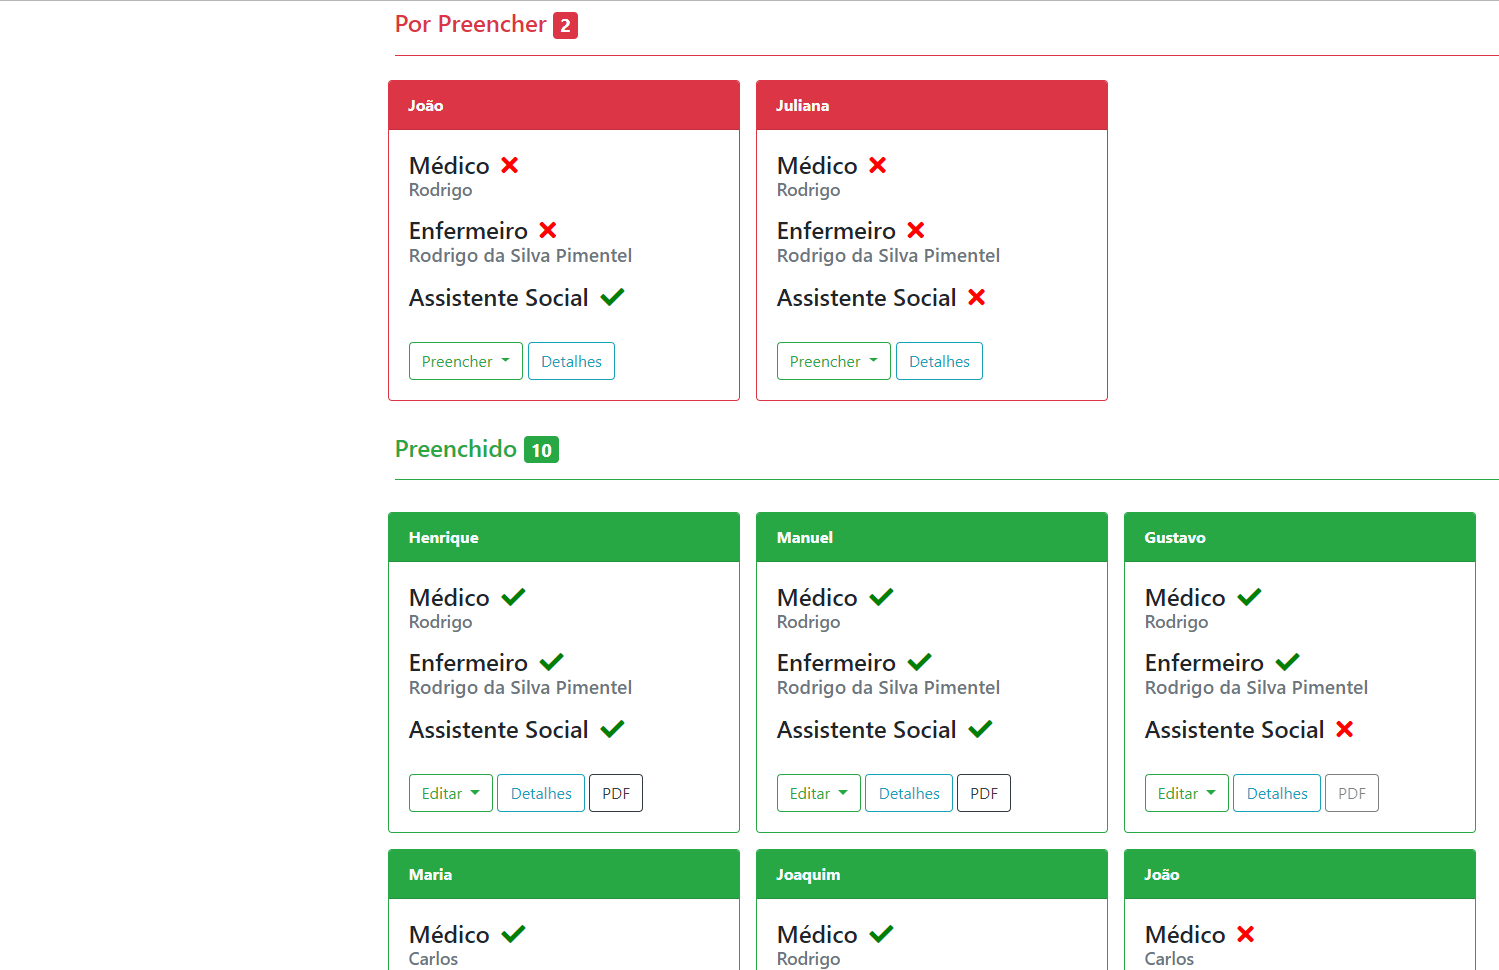 Por Preencher 2
João
Médico
Rodrigo
Enfermeiro
Rodrigo da Silva Pimentel
Assistente Social
Preencher Detalhes
Juliana
Médico
Rodrigo
Enfermeiro
Rodrigo da Silva Pimentel
Assistente Social
Preencher Detalhes
Preenchido 10
Henrique
Médico
Rodrigo
Enfermeiro
Rodrigo da Silva Pimentel
Assistente Social
Editar Detalhes PDF
Manuel
Médico
Rodrigo
Enfermeiro
Rodrigo da Silva Pimentel
Assistente Social
Editar Detalhes PDF
Gustavo
Médico
Rodrigo
Enfermeiro
Rodrigo da Silva Pimentel
Assistente Social
Editar Detalhes PDF
Maria
Médico
Carlos
Joaquim
Médico
Rodrigo
João
Médico
Carlos